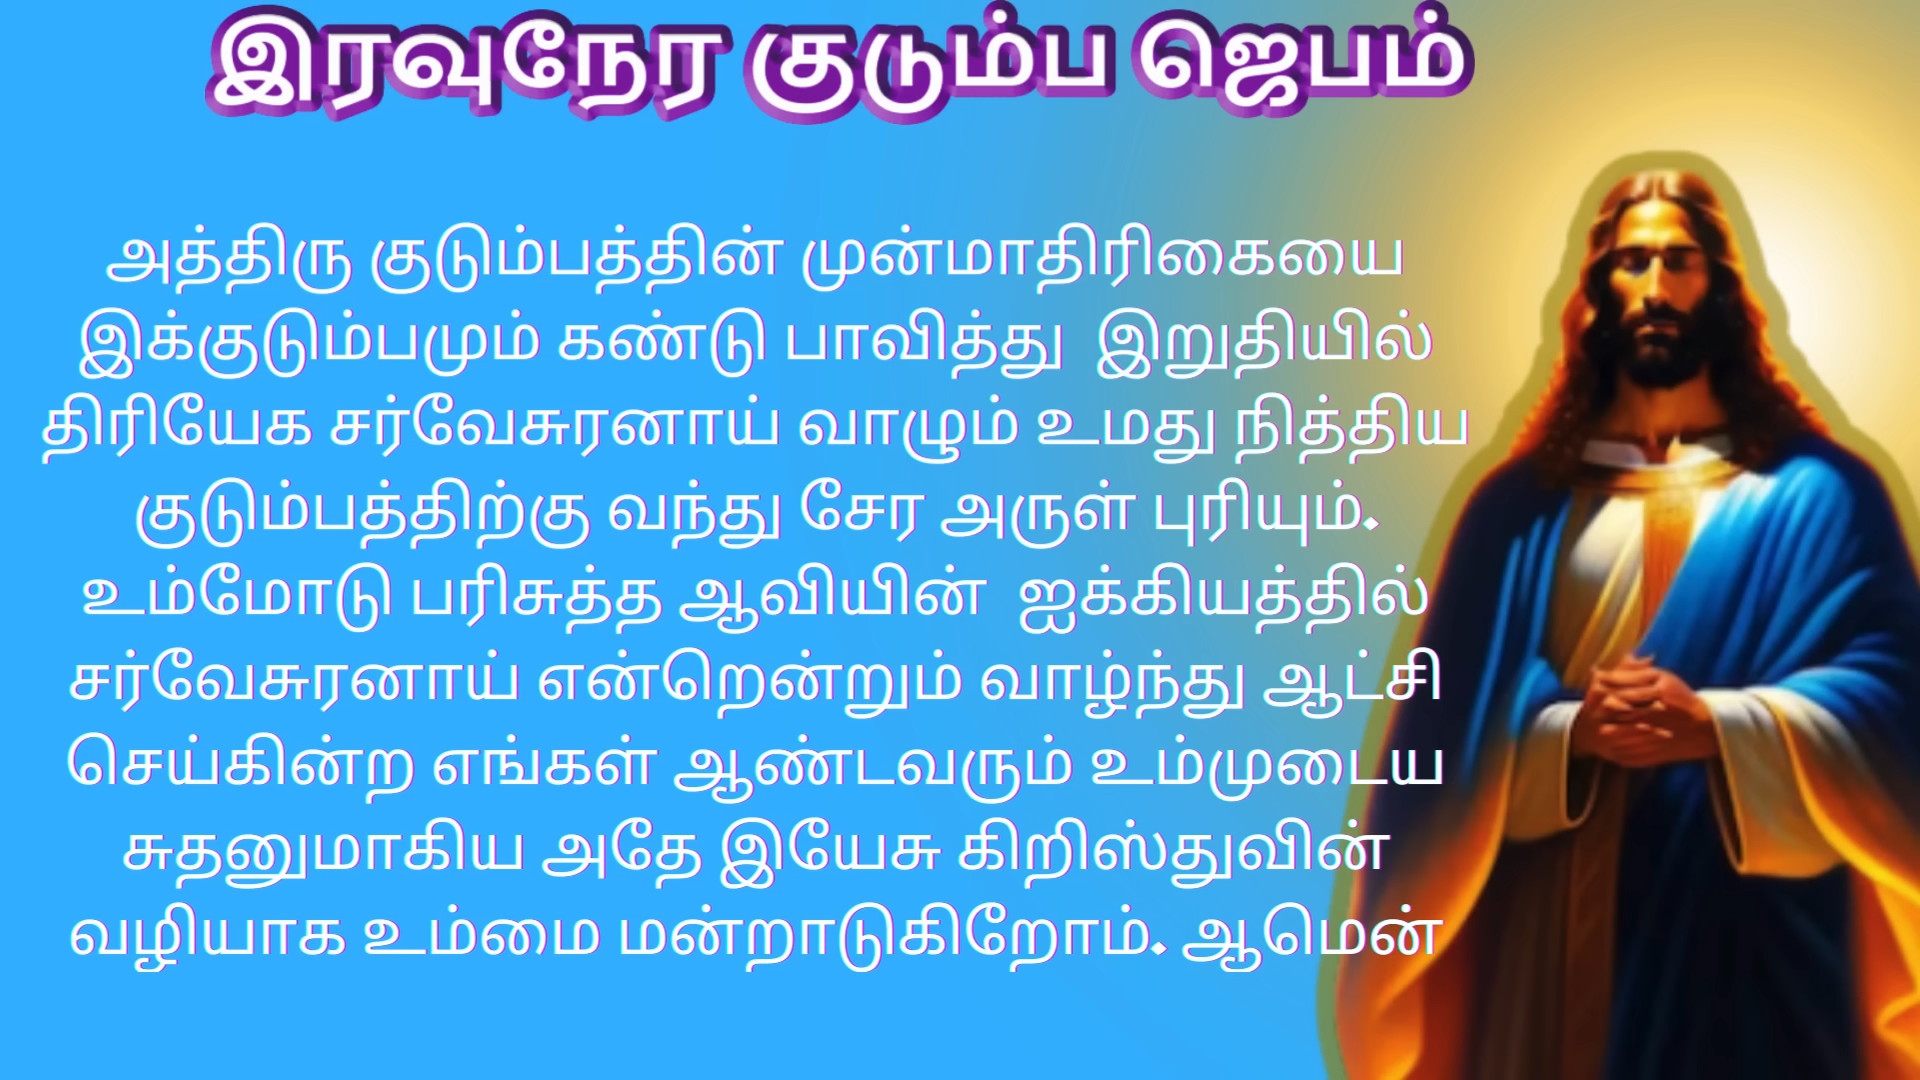 இரவுநேர குடும்ப ஜெபம்
அத்திரு குடும்பத்தின் முன்மாதிரிகையை
இக்குடும்பமும் கண்டு பாவித்து இறுதியில்
திரியேக சர்வேசுரனாய் வாழும் உமது நித்திய
குடும்பத்திற்கு வந்து சேர அருள் புரியும்.
உம்மோடு பரிசுத்த ஆவியின் ஐக்கியத்தில்
சர்வேசுரனாய் என்றென்றும் வாழ்ந்து ஆட்சி
செய்கின்ற எங்கள் ஆண்டவரும் உம்முடைய
சுதனுமாகிய அதே இயேசு கிறிஸ்துவின்
வழியாக உம்மை மன்றாடுகிறோம். ஆமென்